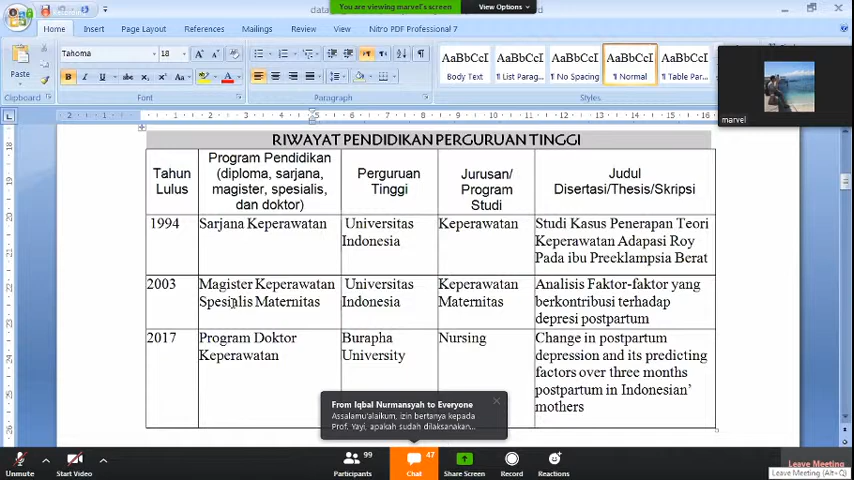 You are viewing marvel's screen
View Options
Home
Insert
Page Layout
References
Mailings
Review
View
Nitro PDF Professional 7
Paste
Clipboard
Tahoma
18
Font
Paragraph
AaBbCcI
Body Text
AaBbCcI
¶ List Parag...
AaBbCcI
¶ No Spacing
AaBbCcI
¶ Normal
AaBbCcI
¶ Table Par...
Styles
marvel
RIWAYAT PENDIDIKAN PERGURUAN TINGGI
Tahun
Lulus
Program Pendidikan
(diploma, sarjana,
magister, spesialis,
dan doktor)
Perguruan
Tinggi
Jurusan/
Program
Studi
Judul
Disertasi/Thesis/Skripsi
1994
Sarjana Keperawatan
Universitas
Indonesia
Keperawatan
Studi Kasus Penerapan Teori
Keperawatan Adapasi Roy
Pada ibu Preeklampsia Berat
2003
Magister Keperawatan
Spesialis Maternitas
Universitas
Indonesia
Keperawatan
Maternitas
Analisis Faktor-faktor yang
berkontribusi terhadap
depresi postpartum
2017
Program Doktor
Keperawatan
Burapha
University
Nursing
Change in postpartum
depression and its predicting
factors over three months
postpartum in Indonesian'
mothers
From Iqbal Nurmansyah to Everyone
Assalamu'alaikum, izin bertanya kepada
Prof. Yayi, apakah sudah dilaksanakan...
Unmute
Start Video
99
Participants
47
Chat
Share Screen
Record
Reactions
Leave Meeting
Leave Meeting (Alt+Q)